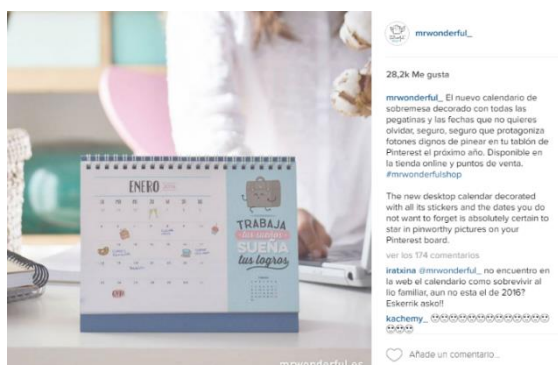 mrwonderful_
28,2k Me gusta
mrwonderful_ El nuevo calendario de
sobremesa decorado con todas las
pegatinas y las fechas que no quieres
olvidar, seguro, seguro que protagoniza
fotones dignos de pinear en tu tablón de
Pinterest el próximo año. Disponible en
la tienda online y puntos de venta.
#mrwonderfulshop
The new desktop calendar decorated
with all its stickers and the dates you do
not want to forget is absolutely certain to
star in pinworthy pictures on your
Pinterest board.
ver los 174 comentarios
iratxina @mrwonderful_ no encuentro en
la web el calendario como sobrevivir al
lio familiar, aun no esta el de 2016?
Eskerrik asko!!
kachemy_
Añade un comentario...
ENERO
TRABAJA
tus sueños
SUEÑA
tus logros
mrwonderful.es